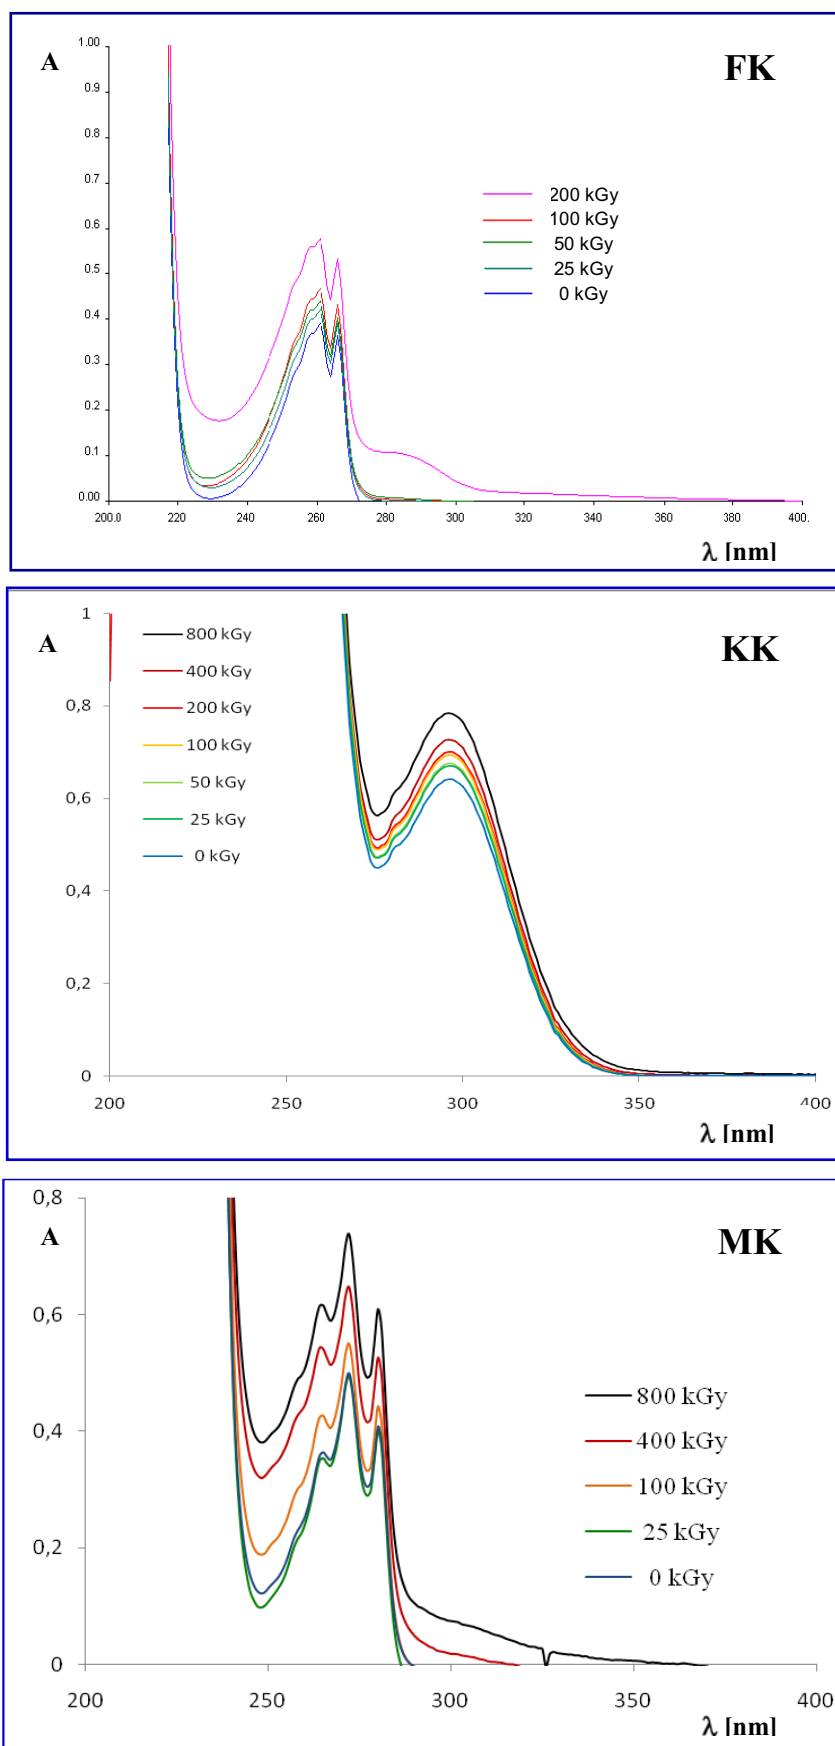 A
FK
1.00
0.9
0.8
0.7
0.6
0.5
0.4
0.3
0.2
0.1
0.00
200 kGy
100 kGy
50 kGy
25 kGy
0 kGy
200.0
220
240
260
280
300
320
340
360
380
400.
λ [nm]
A
KK
1
0,8
0,6
0,4
0,2
0
800 kGy
400 kGy
200 kGy
100 kGy
50 kGy
25 kGy
0 kGy
200
250
300
350
400
λ [nm]
A
MK
0,8
0,6
0,4
0,2
0
800 kGy
400 kGy
100 kGy
25 kGy
0 kGy
200
250
300
350
400
λ [nm]